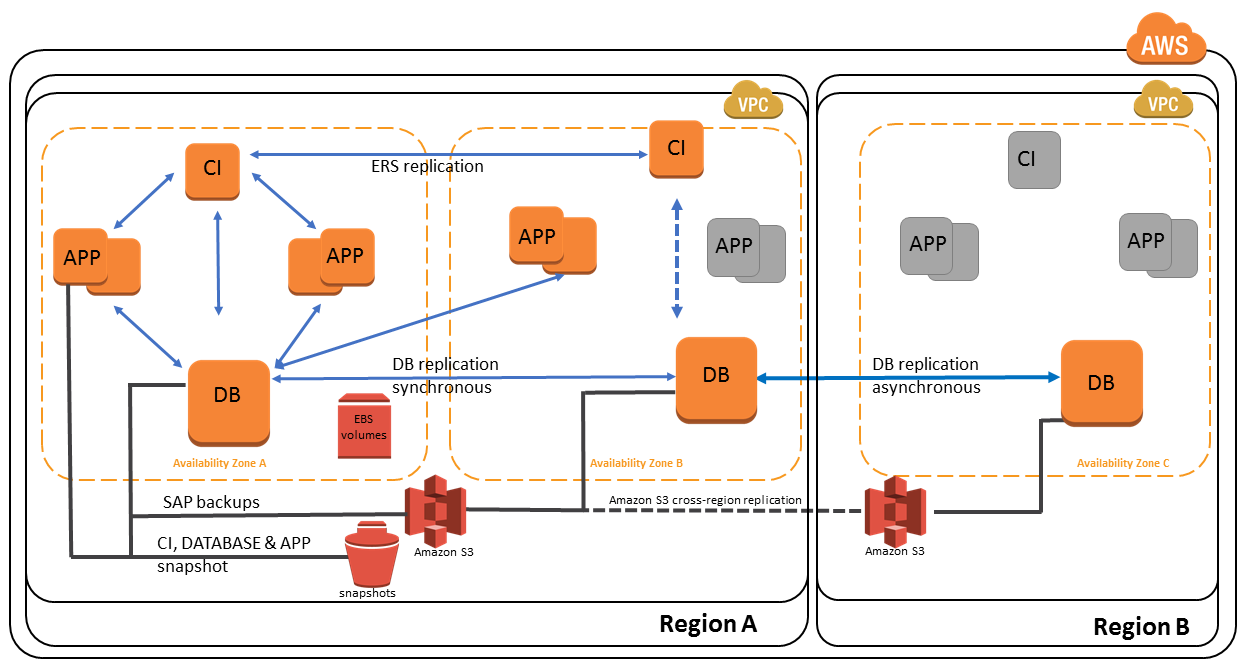 AWS
VPC
VPC
CI
ERS replication
CI
CI
APP
APP
APP
APP
APP
APP
DB
DB replication
synchronous
DB
DB replication
asynchronous
DB
EBS
volumes
Availability Zone A
Availability Zone B
Availability Zone C
SAP backups
Amazon S3 cross-region replication
CI, DATABASE & APP
snapshot
Amazon S3
Amazon S3
snapshots
Region A
Region B